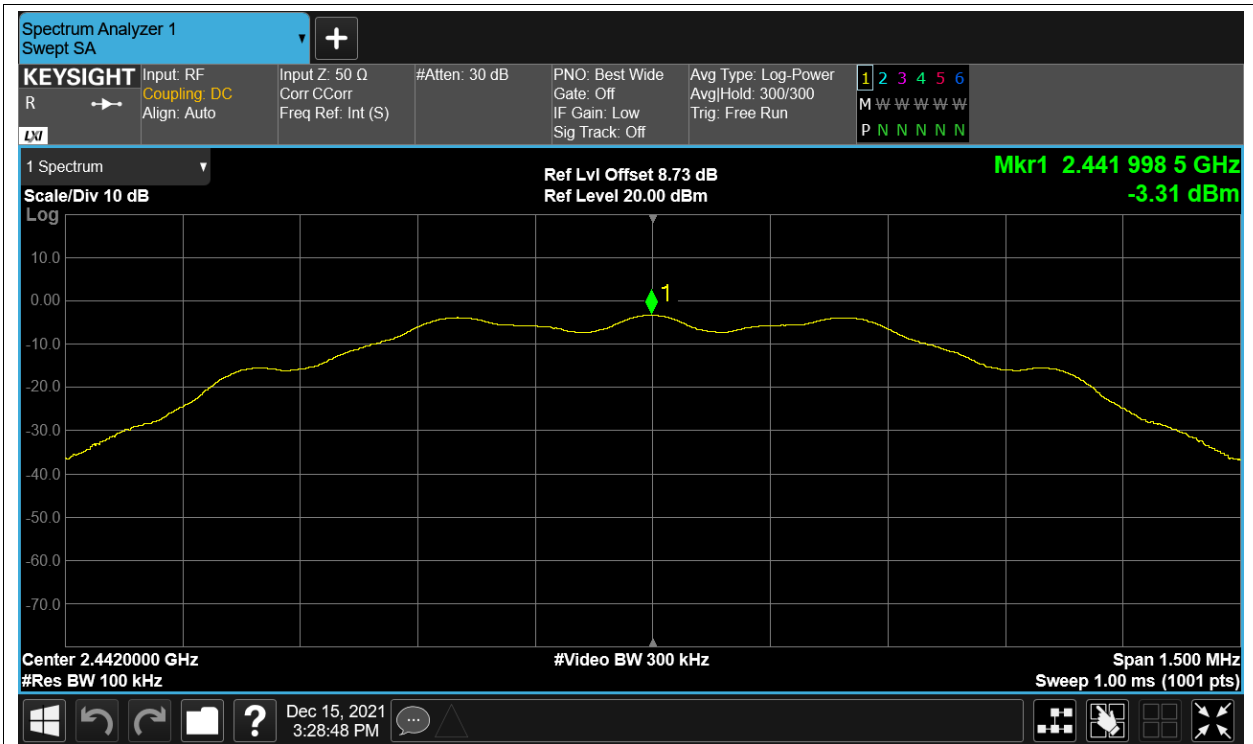 Spectrum Analyzer 1
Swept SA
KEYSIGHT
R
LXI
Input: RF
Coupling: DC
Align: Auto
Input Z: 50 Ω
Corr CCorr
Freq Ref: Int (S)
#Atten: 30 dB
PNO: Best Wide
Gate: Off
IF Gain: Low
Sig Track: Off
Avg Type: Log-Power
Avg|Hold: 300/300
Trig: Free Run
1 2 3 4 5 6
M W W W W W
P N N N N N
1 Spectrum
Scale/Div 10 dB
Log
Ref Lvl Offset 8.73 dB
Ref Level 20.00 dBm
Mkr1 2.441 998 5 GHz
-3.31 dBm
10.0
0.00
1
-10.0
-20.0
-30.0
-40.0
-50.0
-60.0
-70.0
Center 2.4420000 GHz
#Video BW 300 kHz
Span 1.500 MHz
#Res BW 100 kHz
Sweep 1.00 ms (1001 pts)
?
Dec 15, 2021
3:28:48 PM